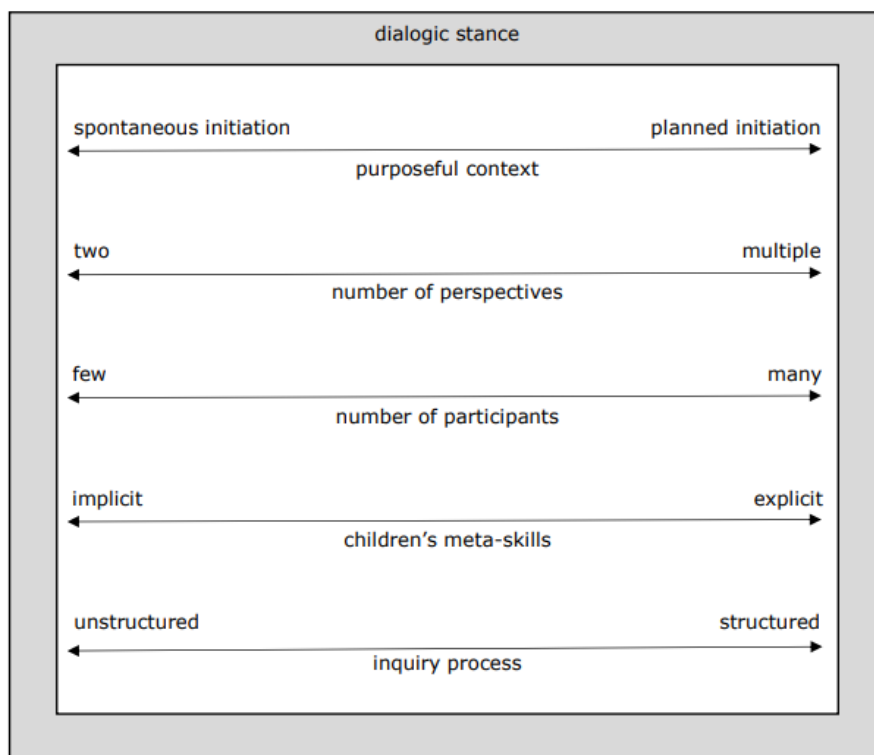 dialogic stance
spontaneous initiation planned initiation
purposeful context
two multiple
number of perspectives
few many
number of participants
implicit explicit
children's meta-skills
unstructured structured
inquiry process